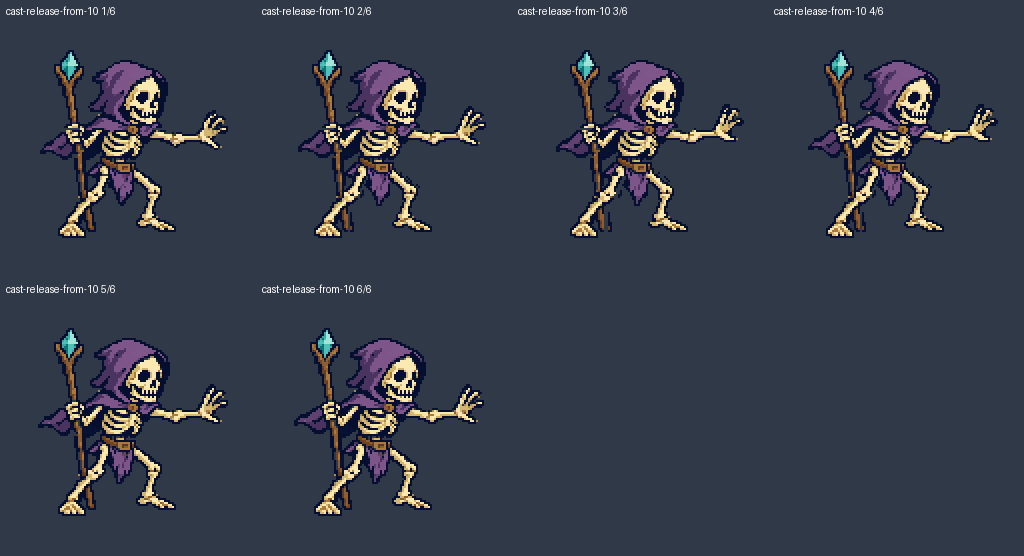 cast-release-from-10 1/6
cast-release-from-10 2/6
cast-release-from-10 3/6
cast-release-from-10 4/6
cast-release-from-10 5/6
cast-release-from-10 6/6